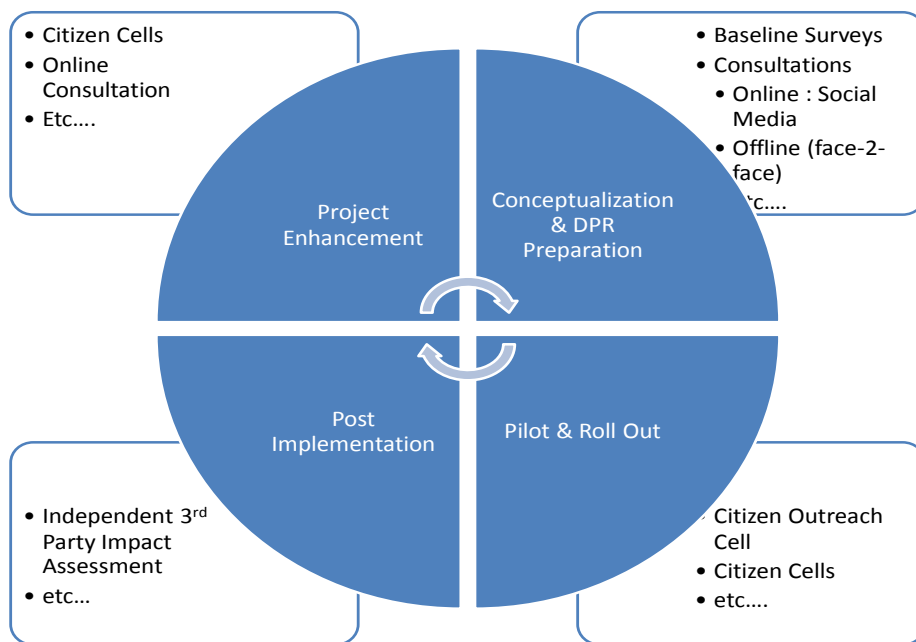 • Citizen Cells
• Online
Consultation
• Etc....
• Baseline Surveys
• Consultations
• Online : Social
Media
• Offline (face-2-
face)
tc....
Project
Enhancement
Conceptualization
& DPR
Preparation
Post
Implementation
Pilot & Roll Out
• Independent 3rd
Party Impact
Assessment
• etc...
• Citizen Outreach
Cell
• Citizen Cells
• etc....